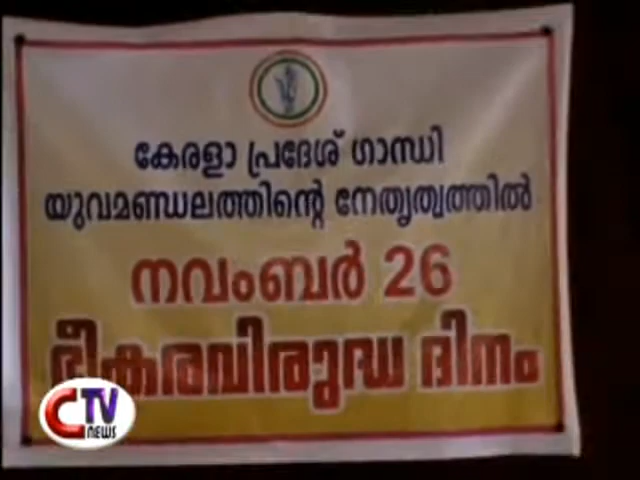 കേരളാ പ്രദേശ് ഗാന്ധി
യുവമണ്ഡലത്തിന്റെ നേതൃത്വത്തിൽ
നവംബർ 26
ഭീകരവിരുദ്ധ ദിനം
CTV
NEWS